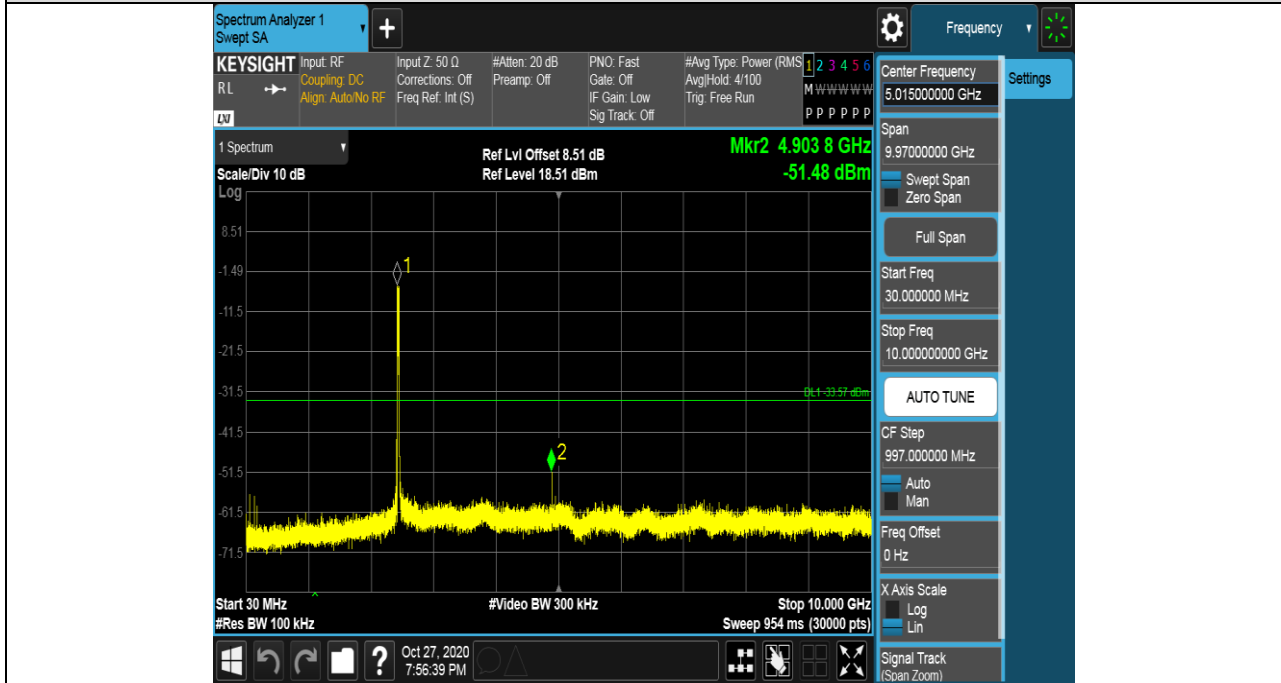 Spectrum Analyzer 1
Swept SA
+
Frequency
KEYSIGHT
RL
LXI
Input: RF
Coupling: DC
Align: Auto/No RF
Input Z: 50 Ω
Corrections: Off
Freq Ref: Int (S)
#Atten: 20 dB
Preamp: Off
PNO: Fast
Gate: Off
IF Gain: Low
Sig Track: Off
#Avg Type: Power (RMS
Avg|Hold: 4/100
Trig: Free Run
1 2 3 4 5 6
M W W W W W
P P P P P P
1 Spectrum
Scale/Div 10 dB
Ref Lvl Offset 8.51 dB
Ref Level 18.51 dBm
Mkr2 4.903 8 GHz
-51.48 dBm
Log
8.51
-1.49
-11.5
-21.5
-31.5
-41.5
-51.5
-61.5
-71.5
1
2
DL1 -33.57 dBm
Start 30 MHz
#Res BW 100 kHz
#Video BW 300 kHz
Stop 10.000 GHz
Sweep 954 ms (30000 pts)
?
Oct 27, 2020
7:56:39 PM
Center Frequency
5.015000000 GHz
Settings
Span
9.97000000 GHz
Swept Span
Zero Span
Full Span
Start Freq
30.000000 MHz
Stop Freq
10.000000000 GHz
AUTO TUNE
CF Step
997.000000 MHz
Auto
Man
Freq Offset
0 Hz
X Axis Scale
Log
Lin
Signal Track
(Span Zoom)